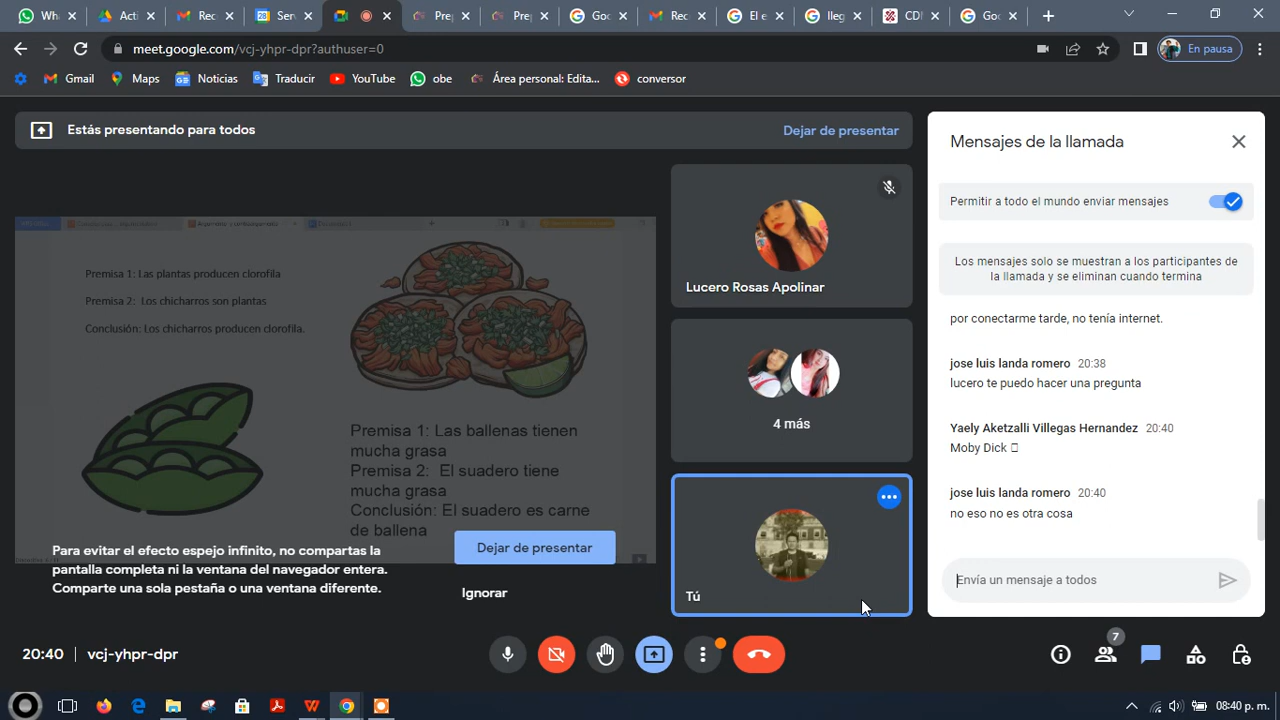 Wha
Acti
Rec
Serv
Prep
Prep
Goo
Rec
El e
lleg
CDI
Goo
meet.google.com/vcj-yhpr-dpr?authuser=0
En pausa
Gmail
Maps
Noticias
Traducir
YouTube
obe
Área personal: Edita...
conversor
Estás presentando para todos
Dejar de presentar
Premisa 1: Las plantas producen clorofila
Premisa 2: Los chicharros son plantas
Conclusión: Los chicharros producen clorofila.
Premisa 1: Las ballenas tienen
mucha grasa
Premisa 2: El suadero tiene
mucha grasa
Conclusión: El suadero es carne
de ballena
Para evitar el efecto espejo infinito, no compartas la
pantalla completa ni la ventana del navegador entera.
Comparte una sola pestaña o una ventana diferente.
Dejar de presentar
Ignorar
Lucero Rosas Apolinar
4 más
Tú
Mensajes de la llamada
Permitir a todo el mundo enviar mensajes
Los mensajes solo se muestran a los participantes de
la llamada y se eliminan cuando termina
por conectarme tarde, no tenía internet.
jose luis landa romero 20:38
lucero te puedo hacer una pregunta
Yaely Aketzalli Villegas Hernandez 20:40
Moby Dick
jose luis landa romero 20:40
no eso no es otra cosa
Envía un mensaje a todos
20:40 | vcj-yhpr-dpr
7
08:40 p. m.